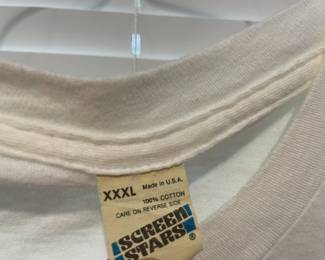 XXXL Made in U.S.A.
100% COTTON
CARE ON REVERSE SIDE
SCREEN
STARS®